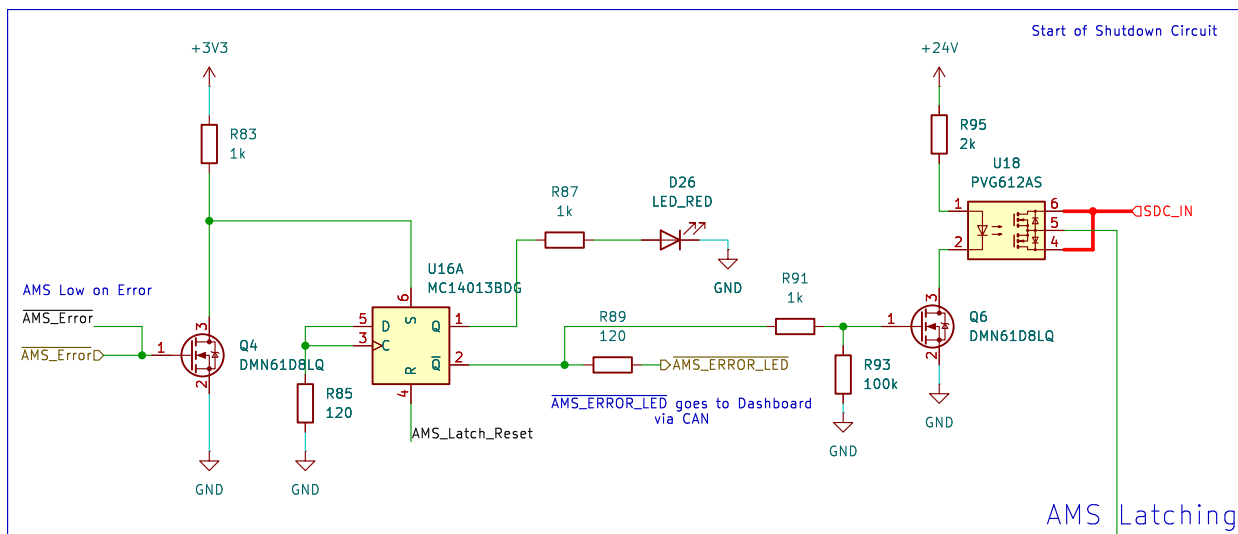 Start of Shutdown Circuit
+3V3
+24V
R83
1k
R95
2k
U18
PVG612AS
D26
LED_RED
R87
1k
1
2
6
5
4
SDC_IN
U16A
MC14013BDG
AMS Low on Error
AMS_Error
AMS_Error
1
3
2
Q4
DMN61D8LQ
6
S
5
D
3
C
Q
1
Q
2
R
4
R85
120
AMS_Latch_Reset
GND
R89
120
AMS_ERROR_LED
AMS_ERROR_LED goes to Dashboard
via CAN
R91
1k
R93
100k
1
3
2
Q6
DMN61D8LQ
GND
GND
GND
GND
AMS Latching